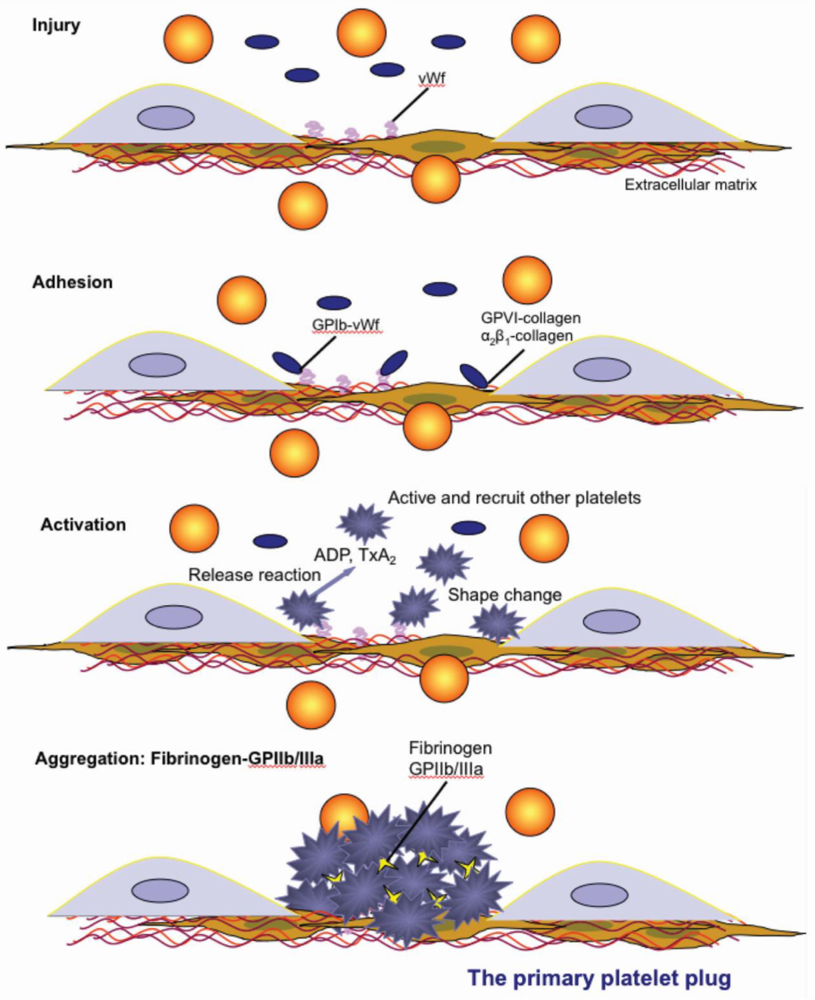 Injury
vWf
Extracellular matrix
Adhesion
GPIb-vWf
GPVI-collagen
α₂β₁-collagen
Active and recruit other platelets
Activation
ADP, TxA₂
Release reaction
Shape change
Aggregation: Fibrinogen-GPIIb/IIIa
Fibrinogen
GPIIb/IIIa
The primary platelet plug